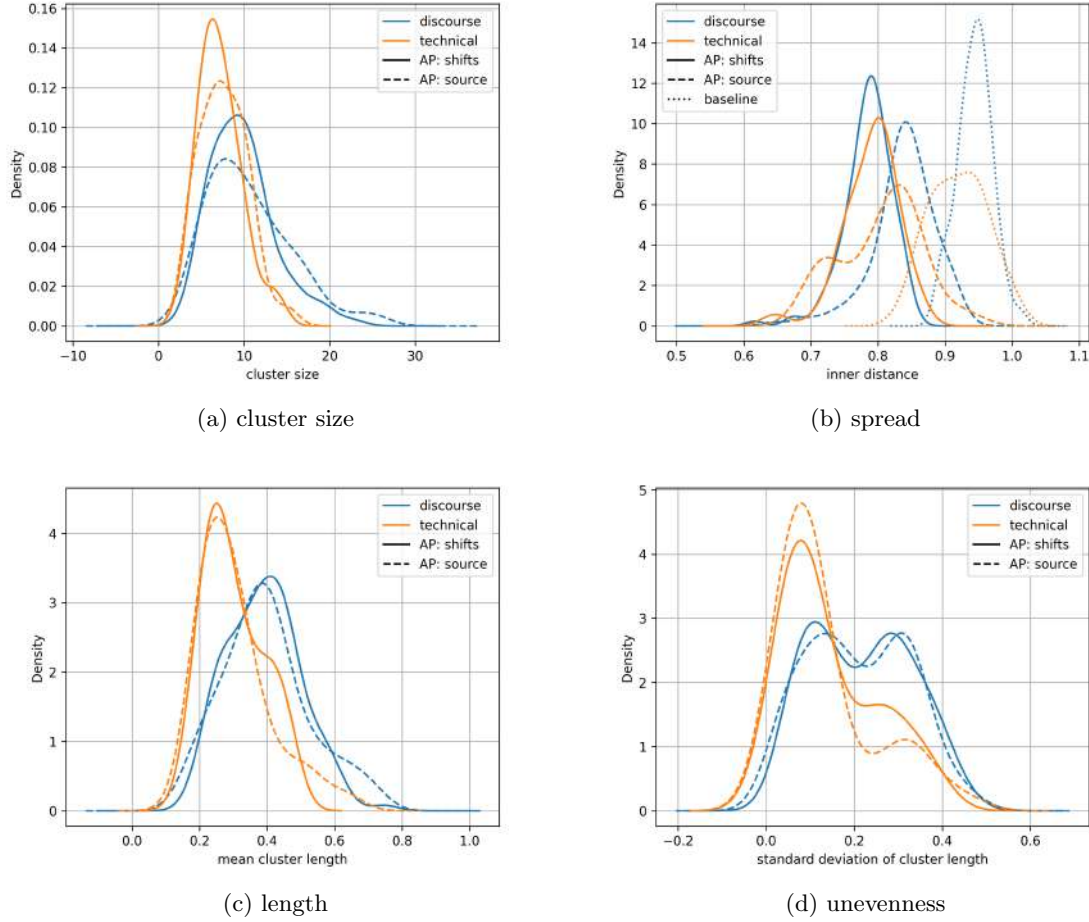 0.16
0.14
0.12
0.10
0.08
0.06
0.04
0.02
0.00
Density
−10
0
10
20
30
cluster size
discourse
technical
AP: shifts
AP: source
(a) cluster size
14
12
10
8
6
4
2
0
Density
0.5
0.6
0.7
0.8
0.9
1.0
1.1
inner distance
discourse
technical
AP: shifts
AP: source
baseline
(b) spread
4
3
2
1
0
Density
0.0
0.2
0.4
0.6
0.8
1.0
mean cluster length
discourse
technical
AP: shifts
AP: source
(c) length
5
4
3
2
1
0
Density
−0.2
0.0
0.2
0.4
0.6
standard deviation of cluster length
discourse
technical
AP: shifts
AP: source
(d) unevenness